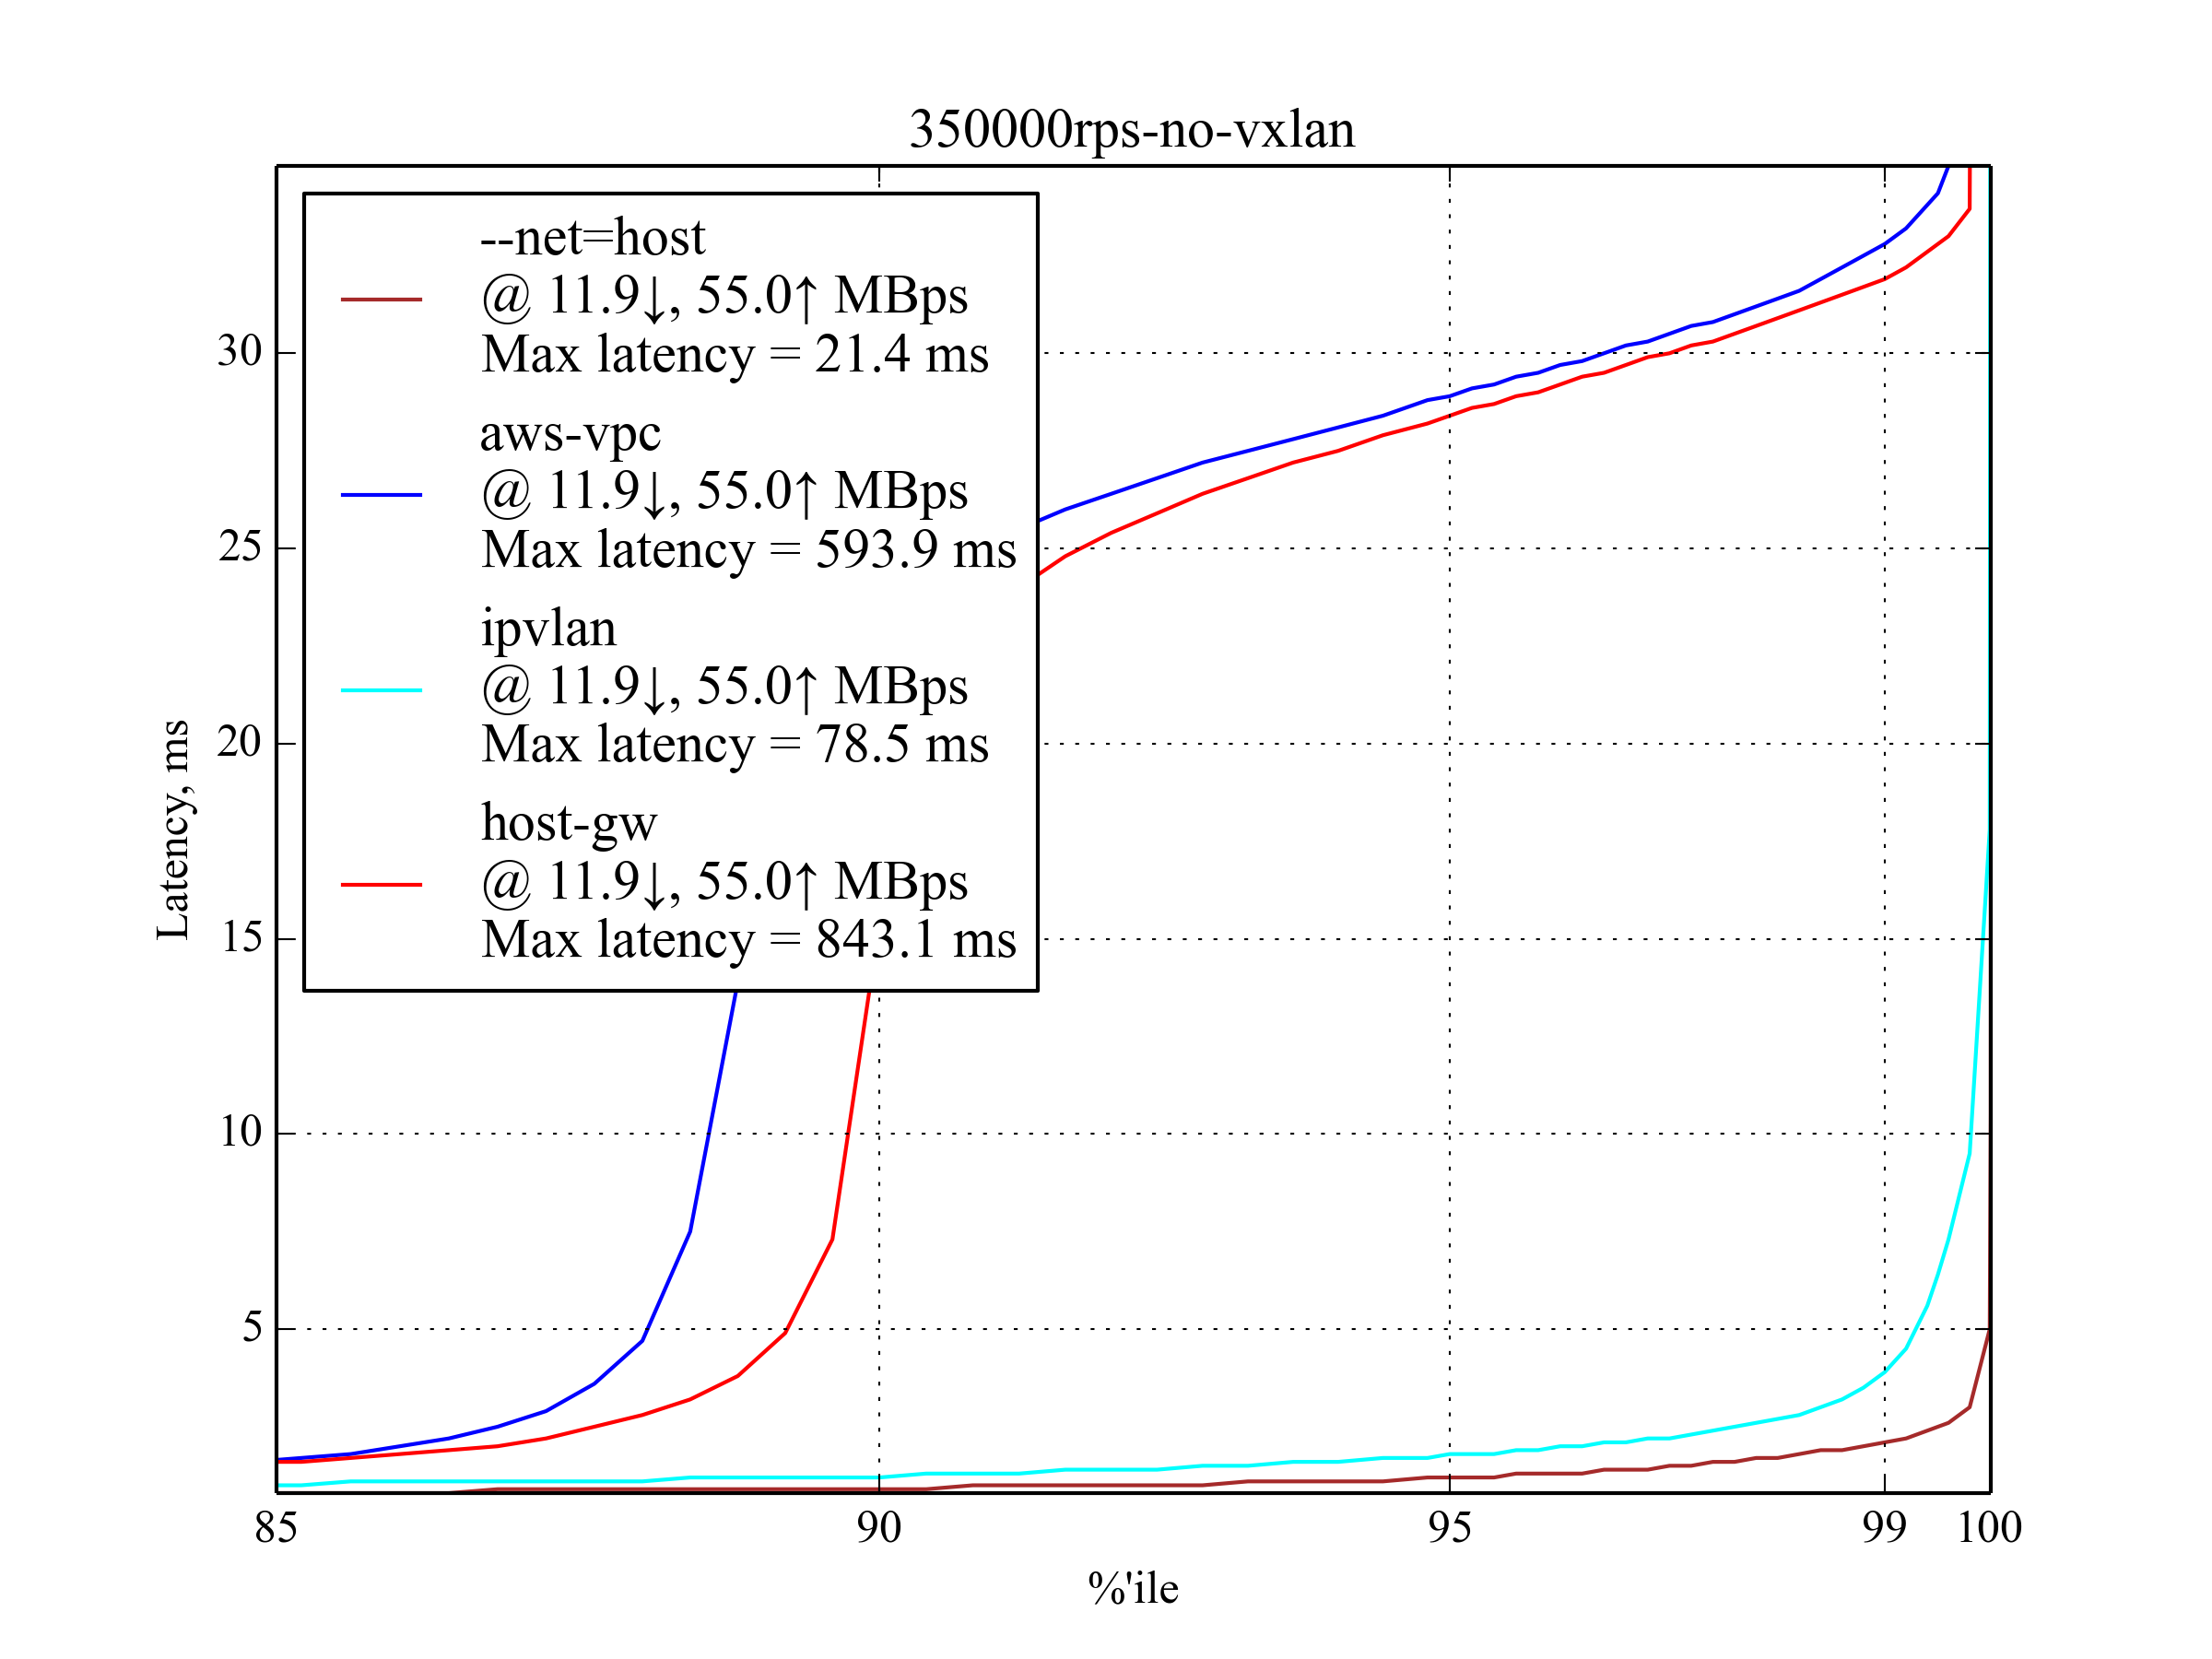 350000rps-no-vxlan
--net=host
@ 11.9↓, 55.0↑ MBps
Max latency = 21.4 ms
aws-vpc
@ 11.9↓, 55.0↑ MBps
Max latency = 593.9 ms
ipvlan
@ 11.9↓, 55.0↑ MBps
Max latency = 78.5 ms
host-gw
@ 11.9↓, 55.0↑ MBps
Max latency = 843.1 ms
Latency, ms
30
25
20
15
10
5
85 90 95 99 100
%'ile